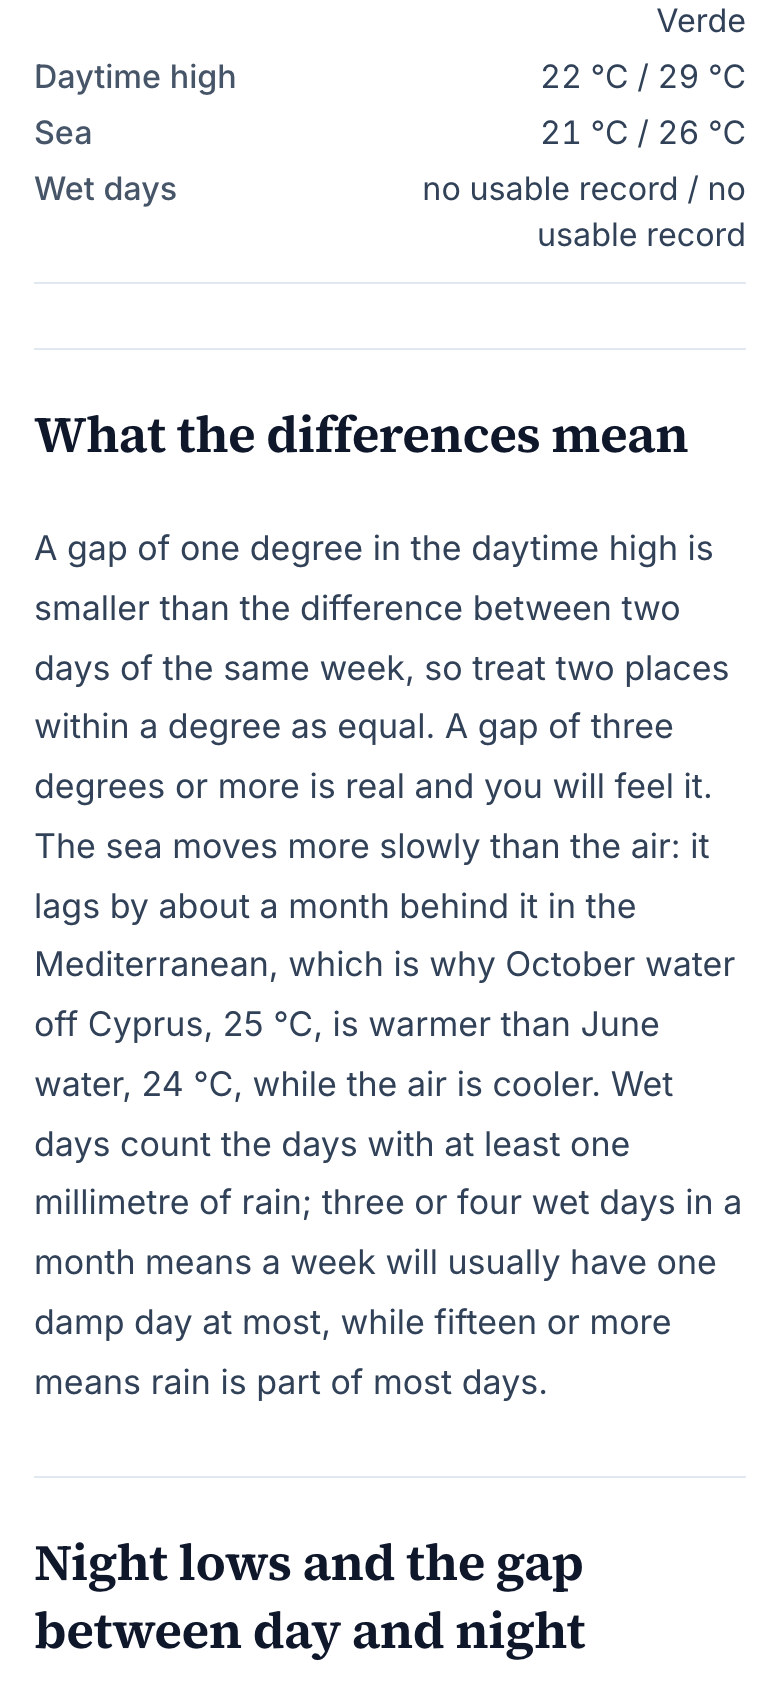 Verde
Daytime high 22 °C / 29 °C
Sea 21 °C / 26 °C
Wet days no usable record / no
usable record
What the differences mean
A gap of one degree in the daytime high is
smaller than the difference between two
days of the same week, so treat two places
within a degree as equal. A gap of three
degrees or more is real and you will feel it.
The sea moves more slowly than the air: it
lags by about a month behind it in the
Mediterranean, which is why October water
off Cyprus, 25 °C, is warmer than June
water, 24 °C, while the air is cooler. Wet
days count the days with at least one
millimetre of rain; three or four wet days in a
month means a week will usually have one
damp day at most, while fifteen or more
means rain is part of most days.
Night lows and the gap
between day and night